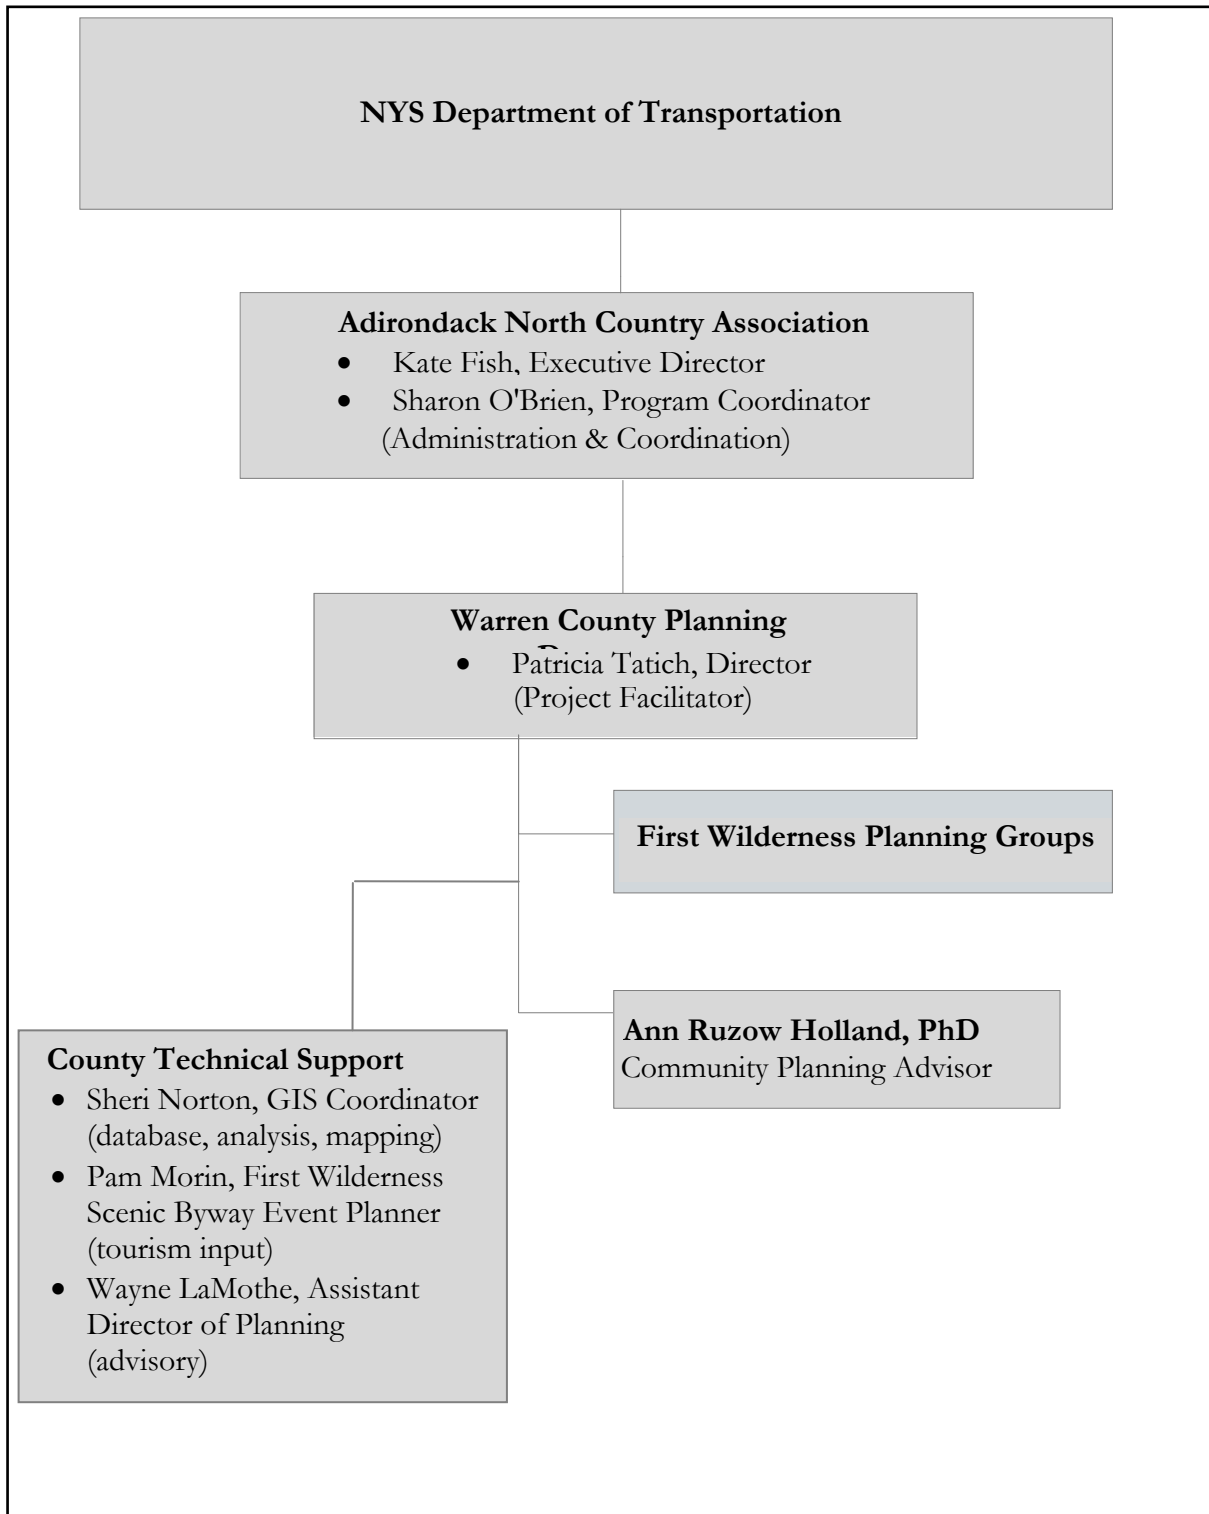 NYS Department of Transportation
Adirondack North Country Association
• Kate Fish, Executive Director
• Sharon O'Brien, Program Coordinator
(Administration & Coordination)
Warren County Planning
• Patricia Tatich, Director
(Project Facilitator)
First Wilderness Planning Groups
Ann Ruzow Holland, PhD
Community Planning Advisor
County Technical Support
• Sheri Norton, GIS Coordinator
(database, analysis, mapping)
• Pam Morin, First Wilderness
Scenic Byway Event Planner
(tourism input)
• Wayne LaMothe, Assistant
Director of Planning
(advisory)